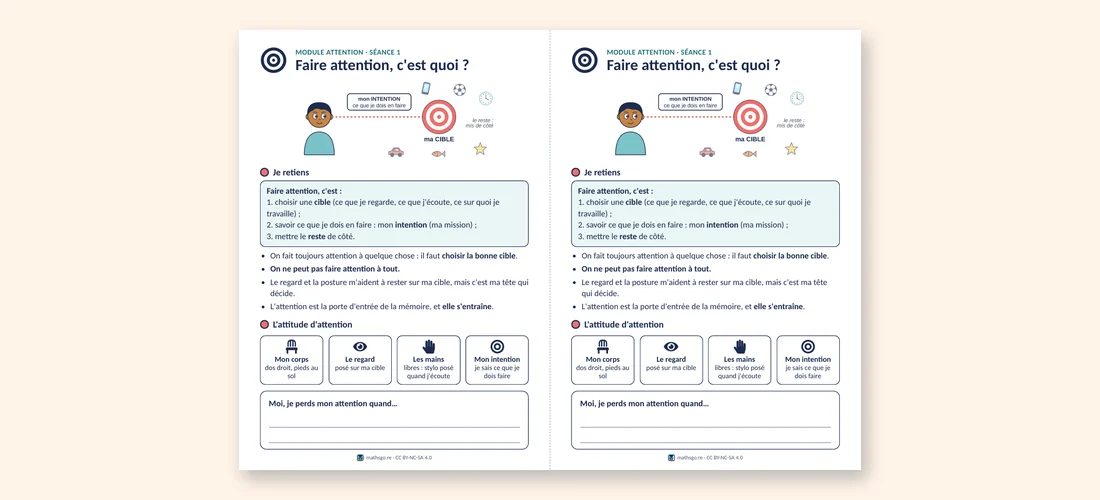 MODULE ATTENTION · SÉANCE 1
Faire attention, c'est quoi ?
mon INTENTION
ce que je dois en faire
le reste :
mis de côté
ma CIBLE
Je retiens
Faire attention, c'est :
1. choisir une cible (ce que je regarde, ce que j'écoute, ce sur quoi je
travaille) ;
2. savoir ce que je dois en faire : mon intention (ma mission) ;
3. mettre le reste de côté.
• On fait toujours attention à quelque chose : il faut choisir la bonne cible.
• On ne peut pas faire attention à tout.
• Le regard et la posture m'aident à rester sur ma cible, mais c'est ma tête qui
décide.
• L'attention est la porte d'entrée de la mémoire, et elle s'entraîne.
L'attitude d'attention
Mon corps
dos droit, pieds au
sol
Le regard
posé sur ma cible
Les mains
libres : stylo posé
quand j'écoute
Mon intention
je sais ce que je
dois faire
Moi, je perds mon attention quand…
mathsgo.re · CC BY-NC-SA 4.0
MODULE ATTENTION · SÉANCE 1
Faire attention, c'est quoi ?
mon INTENTION
ce que je dois en faire
le reste :
mis de côté
ma CIBLE
Je retiens
Faire attention, c'est :
1. choisir une cible (ce que je regarde, ce que j'écoute, ce sur quoi je
travaille) ;
2. savoir ce que je dois en faire : mon intention (ma mission) ;
3. mettre le reste de côté.
• On fait toujours attention à quelque chose : il faut choisir la bonne cible.
• On ne peut pas faire attention à tout.
• Le regard et la posture m'aident à rester sur ma cible, mais c'est ma tête qui
décide.
• L'attention est la porte d'entrée de la mémoire, et elle s'entraîne.
L'attitude d'attention
Mon corps
dos droit, pieds au
sol
Le regard
posé sur ma cible
Les mains
libres : stylo posé
quand j'écoute
Mon intention
je sais ce que je
dois faire
Moi, je perds mon attention quand…
mathsgo.re · CC BY-NC-SA 4.0